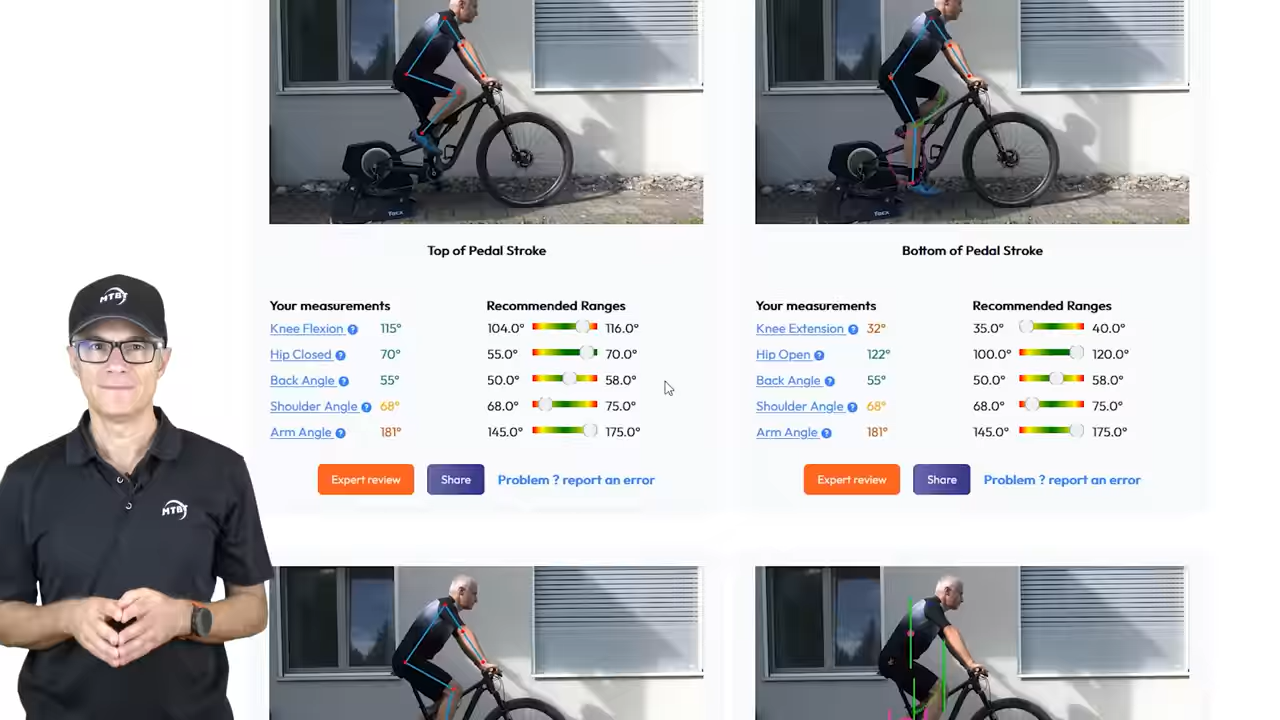 Tacx
Tacx
Top of Pedal Stroke
Bottom of Pedal Stroke
Your measurements
Recommended Ranges
Knee Flexion ? 115° 104.0° 116.0°
Hip Closed ? 70° 55.0° 70.0°
Back Angle ? 55° 50.0° 58.0°
Shoulder Angle ? 68° 68.0° 75.0°
Arm Angle ? 181° 145.0° 175.0°
Expert review Share Problem ? report an error
Your measurements
Recommended Ranges
Knee Extension ? 32° 35.0° 40.0°
Hip Open ? 122° 100.0° 120.0°
Back Angle ? 55° 50.0° 58.0°
Shoulder Angle ? 68° 68.0° 75.0°
Arm Angle ? 181° 145.0° 175.0°
Expert review Share Problem ? report an error
MTBT
MTBT